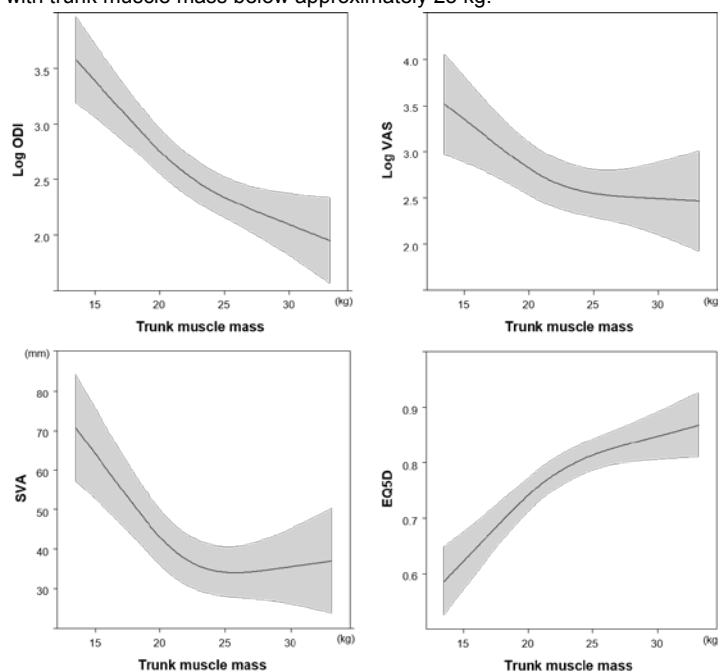 with trunk muscle mass below approximately 23 kg.
3.5
3.0
2.5
2.0
Log ODI
15 20 25 30 (kg)
Trunk muscle mass
4.0
3.5
3.0
2.5
2.0
Log VAS
15 20 25 30 (kg)
Trunk muscle mass
(mm)
80
70
60
50
40
30
SVA
15 20 25 30 (kg)
Trunk muscle mass
0.9
0.8
0.7
0.6
EQ5D
15 20 25 30 (kg)
Trunk muscle mass